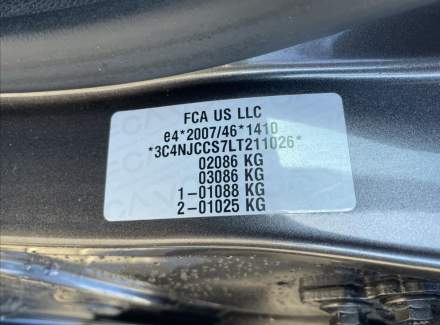 FCA US LLC
e4*2007/46*1410
*3C4NJCCS7LT211026*
02086 KG
03086 KG
1-01088 KG
2-01025 KG